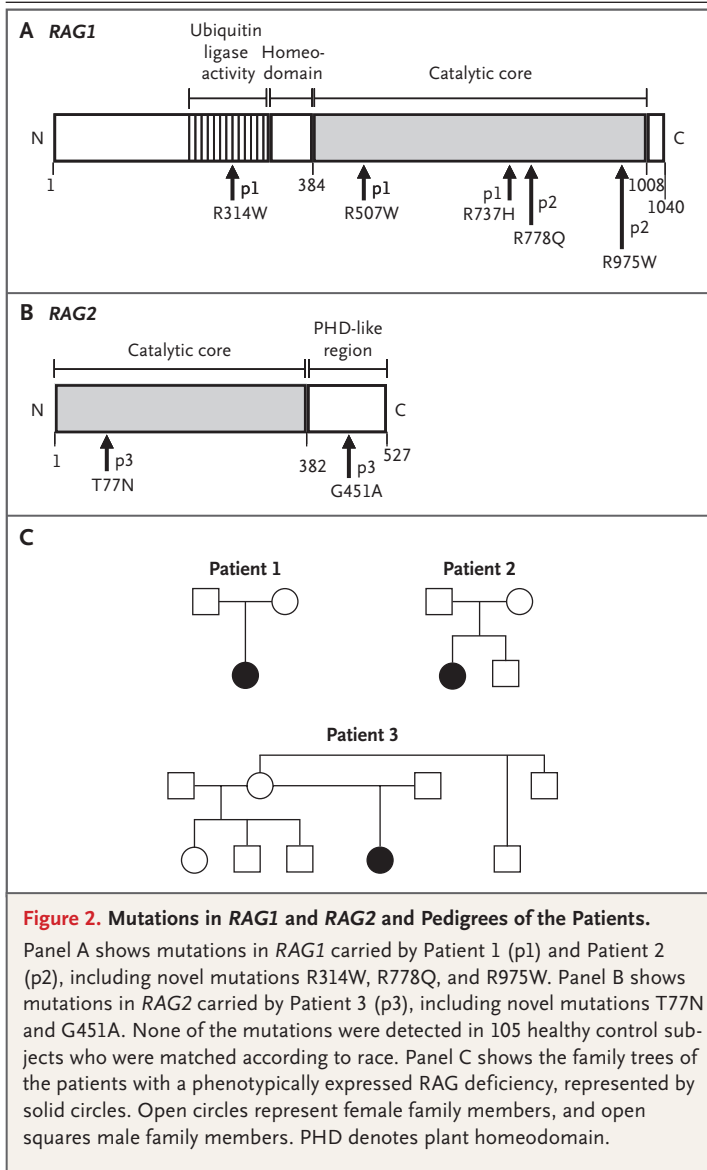 A RAG1
Ubiquitin
ligase
activity
Homeo-
domain
Catalytic core
N
C
1
384
1008
1040
p1
R314W
p1
R507W
p1
R737H
p2
R778Q
p2
R975W
B RAG2
Catalytic core
PHD-like
region
N
C
1
382
527
p3
T77N
p3
G451A
C
Patient 1
Patient 2
Patient 3
Figure 2. Mutations in RAG1 and RAG2 and Pedigrees of the Patients.
Panel A shows mutations in RAG1 carried by Patient 1 (p1) and Patient 2
(p2), including novel mutations R314W, R778Q, and R975W. Panel B shows
mutations in RAG2 carried by Patient 3 (p3), including novel mutations T77N
and G451A. None of the mutations were detected in 105 healthy control sub-
jects who were matched according to race. Panel C shows the family trees of
the patients with a phenotypically expressed RAG deficiency, represented by
solid circles. Open circles represent female family members, and open
squares male family members. PHD denotes plant homeodomain.